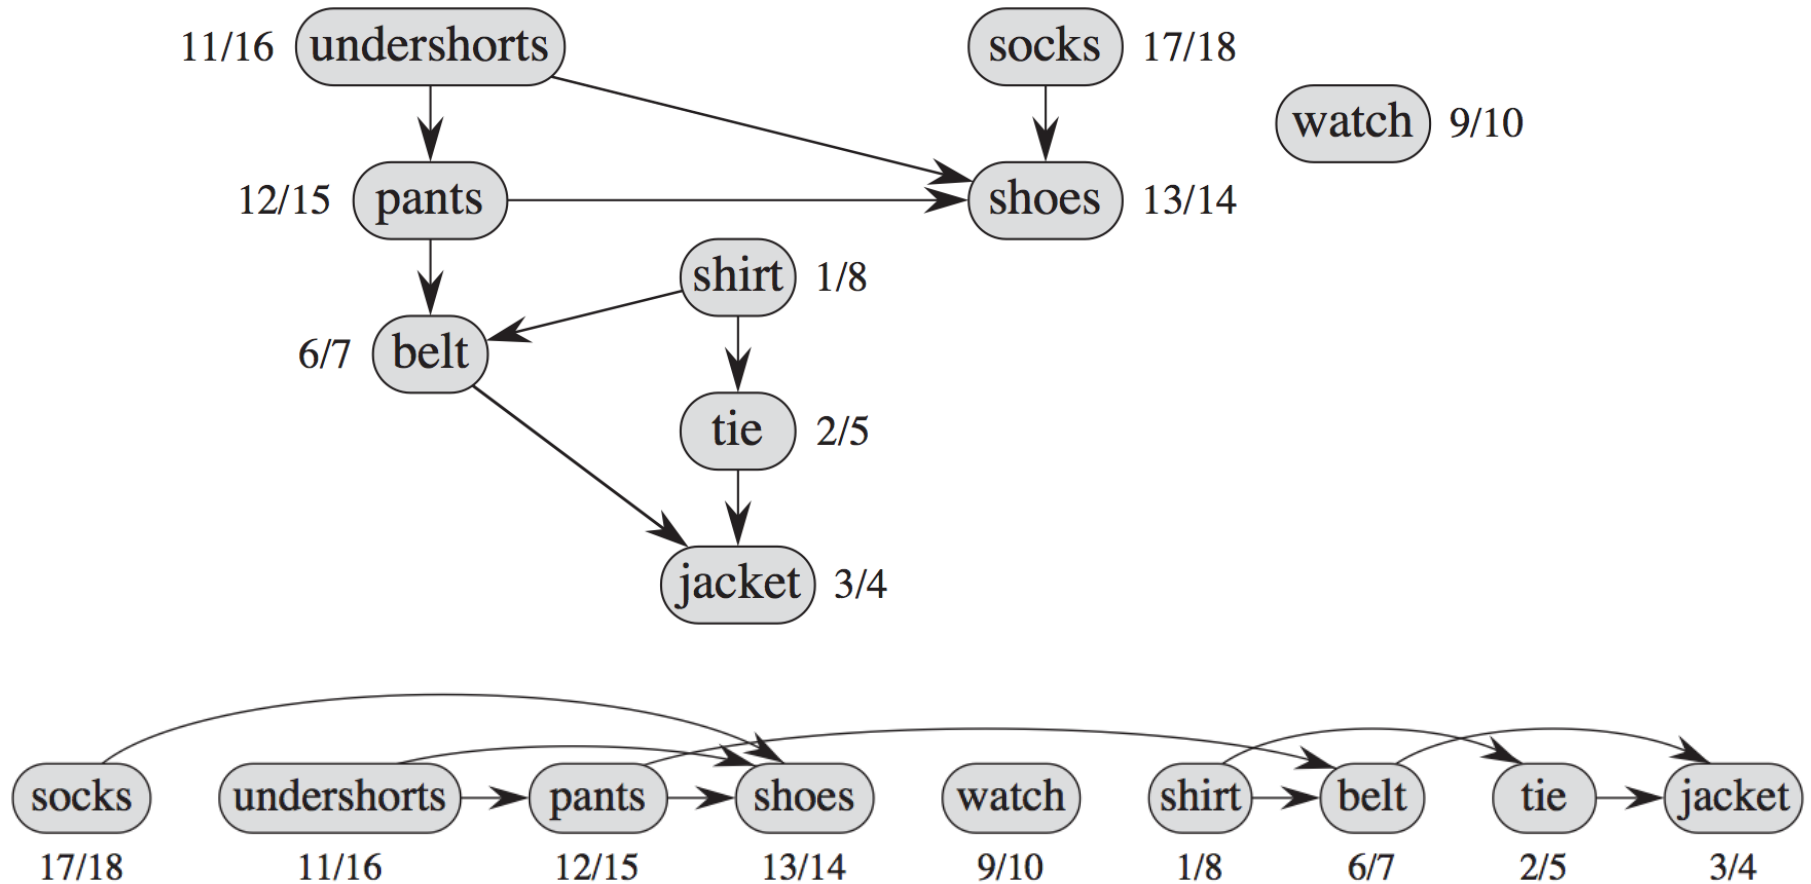 11/16 undershorts socks 17/18
watch 9/10
12/15 pants shoes 13/14
shirt 1/8
6/7 belt
tie 2/5
jacket 3/4
socks undershorts pants shoes watch shirt belt tie jacket
17/18 11/16 12/15 13/14 9/10 1/8 6/7 2/5 3/4